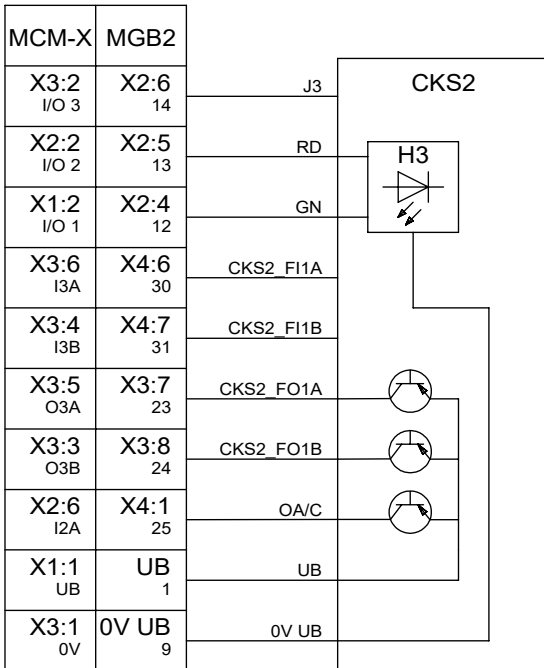 MCM-X MGB2
CKS2
X3:2 X2:6 J3
I/O 3 14
X2:2 X2:5 RD H3
I/O 2 13
X1:2 X2:4 GN
I/O 1 12
X3:6 X4:6 CKS2_FI1A
I3A 30
X3:4 X4:7 CKS2_FI1B
I3B 31
X3:5 X3:7 CKS2_FO1A
O3A 23
X3:3 X3:8 CKS2_FO1B
O3B 24
X2:6 X4:1 OA/C
I2A 25
X1:1 UB UB
UB 1
X3:1 0V UB 0V UB
0V 9